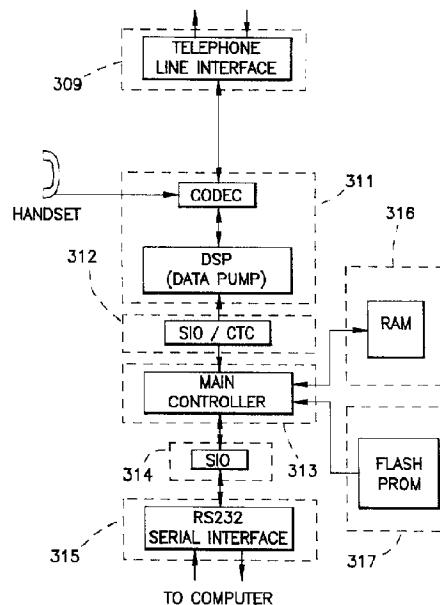 TELEPHONE
LINE INTERFACE
309
311
CODEC
HANDSET
316
312
DSP
(DATA PUMP)
RAM
SIO / CTC
MAIN
CONTROLLER
313
314
SIO
FLASH
PROM
RS232
SERIAL INTERFACE
315
317
TO COMPUTER